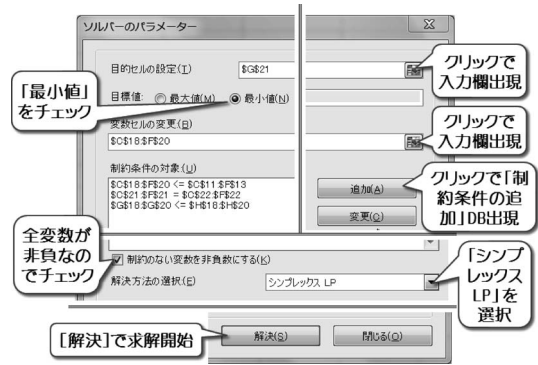 ソルバーのパラメーター
目的セルの設定(T)
$G$21
クリックで
入力欄出現
「最小値」
をチェック
目標値:
最大値(M)
最小値(N)
変数セルの変更(B)
$C$18:$F$20
クリックで
入力欄出現
制約条件の対象(U)
$C$18:$F$20 <= $C$11:$F$13
$C$21:$F$21 = $C$22:$F$22
$G$18:$G$20 <= $H$18:$H$20
追加(A)
変更(C)
クリックで「制
約条件の追
加」DB出現
全変数が
非負なの
でチェック
制約のない変数を非負数にする(K)
解決方法の選択(E)
シンプレックス LP
「シンプ
レックス
LP」を
選択
[解決]で求解開始
解決(S)
閉じる(O)